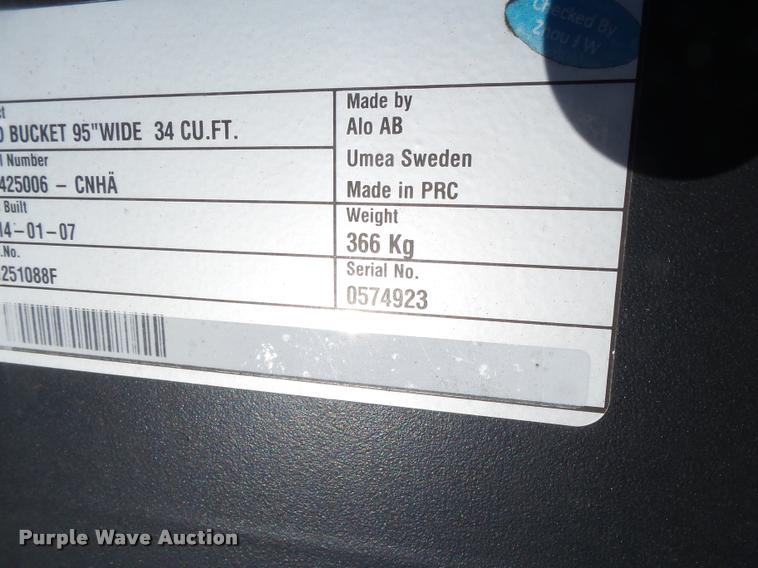 Checked By
Zhou J W
BUCKET 95"WIDE 34 CU.FT.
Number
425006 - CNHÄ
Built
14-01-07
.No.
251088F
Made by
Alo AB
Umea Sweden
Made in PRC
Weight
366 Kg
Serial No.
0574923
Purple Wave Auction